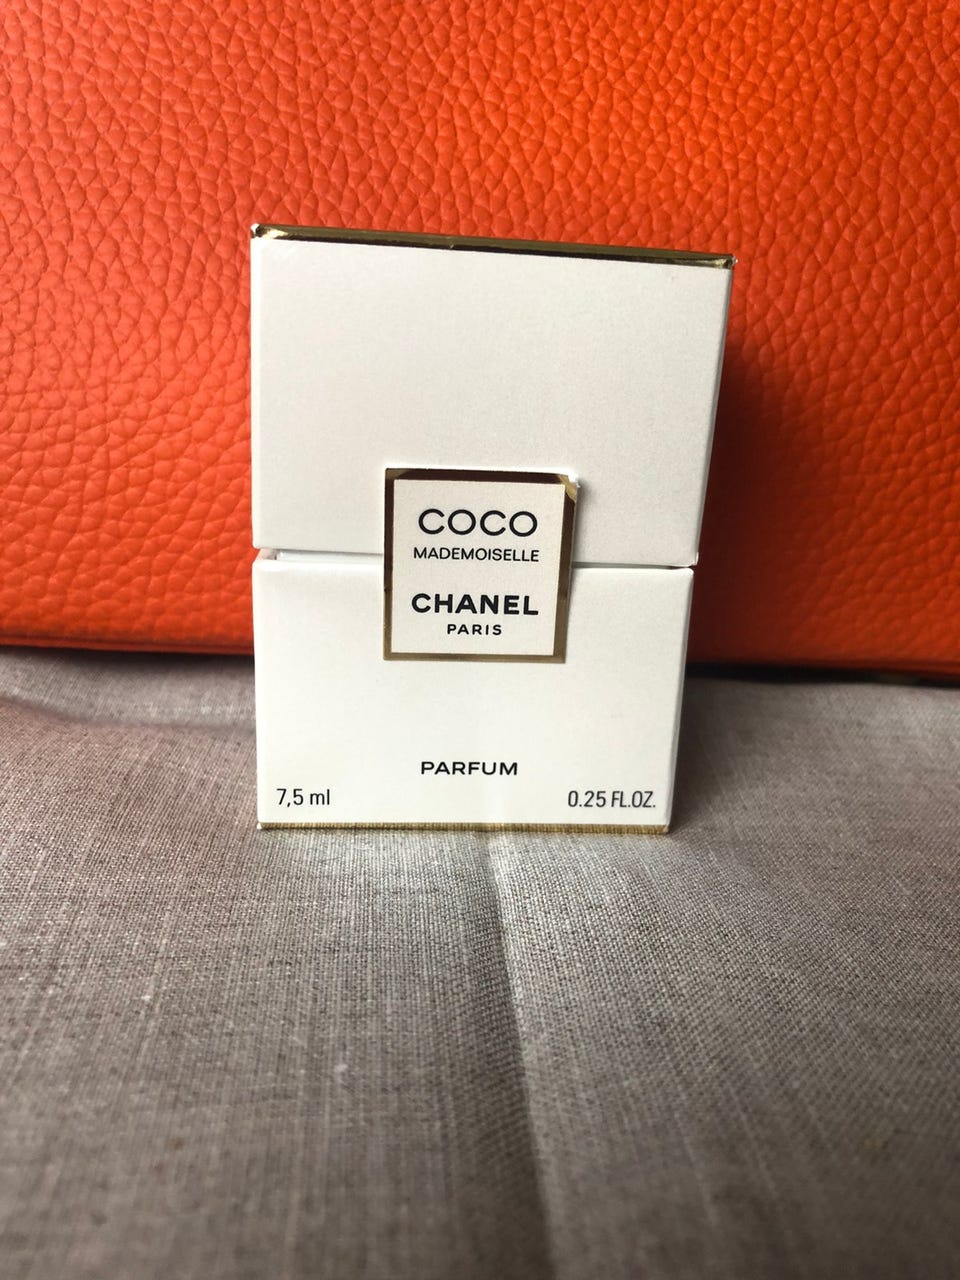 COCO
MADEMOISELLE
CHANEL
PARIS
PARFUM
7,5 ml 0.25 FL.OZ.